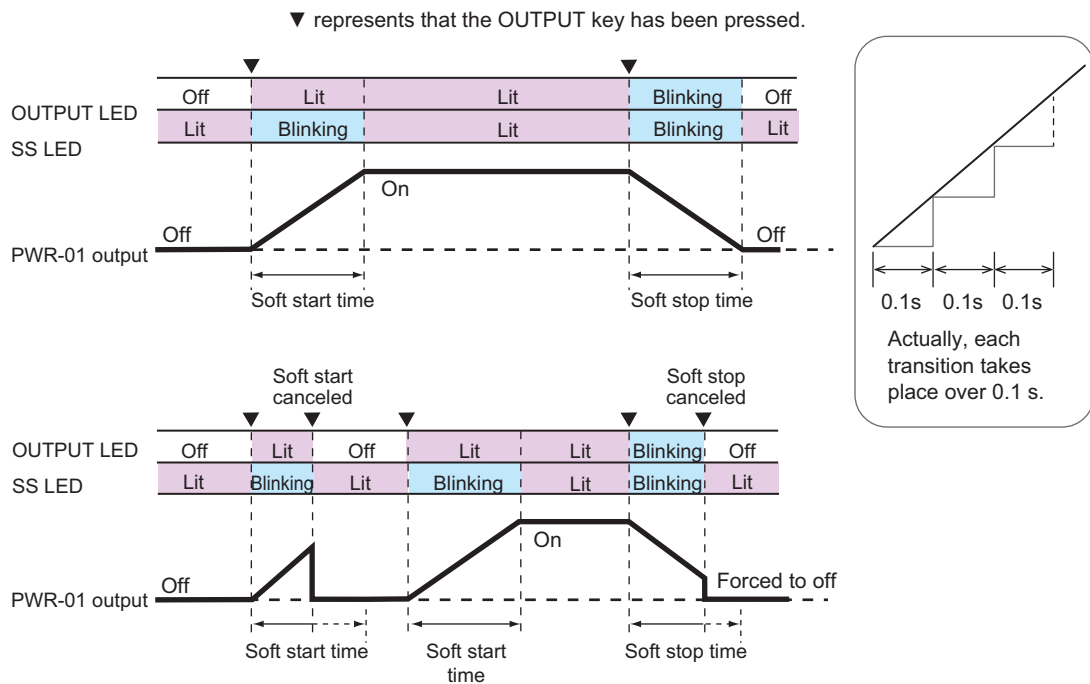 ▼ represents that the OUTPUT key has been pressed.
OUTPUT LED
Off Lit Lit Blinking Off
SS LED
Lit Blinking Lit Blinking Lit
On
Off Off
PWR-01 output
Soft start time Soft stop time
0.1s 0.1s 0.1s
Actually, each
transition takes
place over 0.1 s.
Soft start
canceled
Soft stop
canceled
OUTPUT LED
Off Lit Off Lit Lit Blinking Off
SS LED
Lit Blinking Lit Blinking Lit Blinking Lit
On
Off Forced to off
PWR-01 output
Soft start time
Soft start
time
Soft stop time